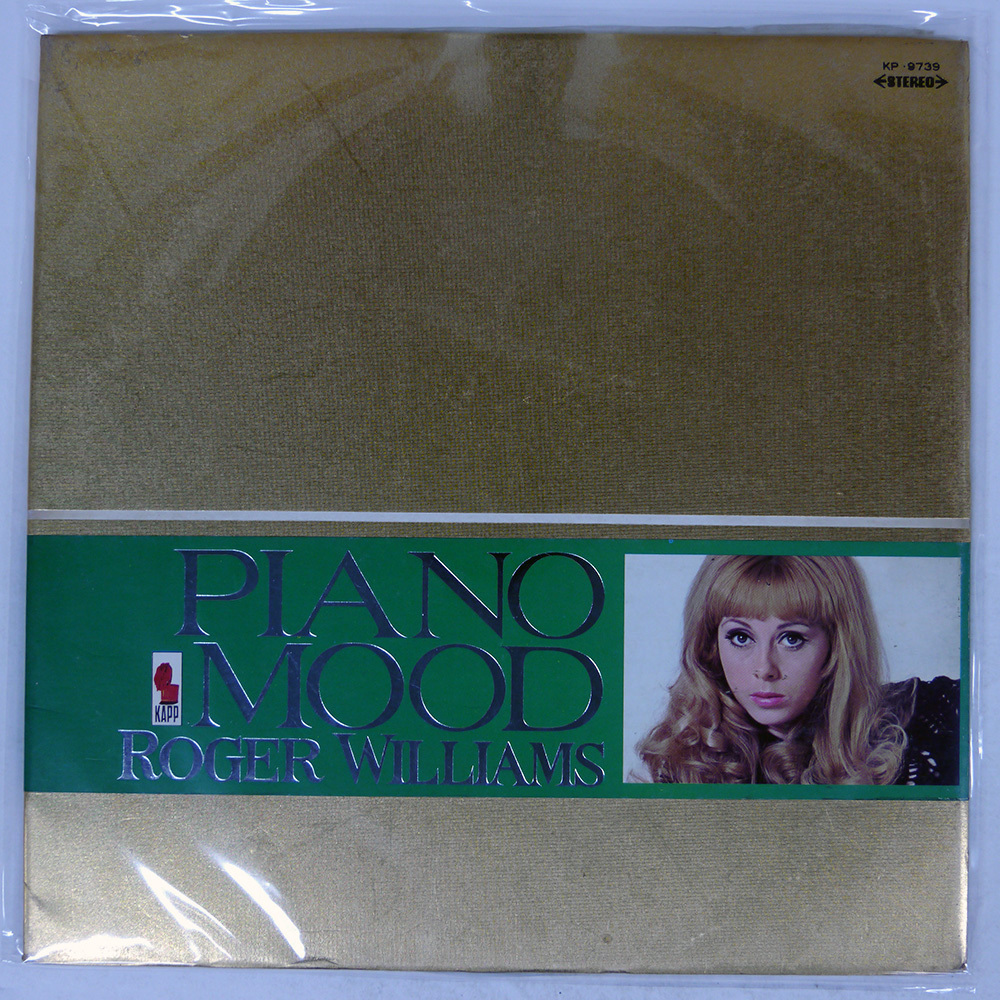 KP-9739
STEREO
PIANO
MOOD
KAPP
ROGER WILLIAMS